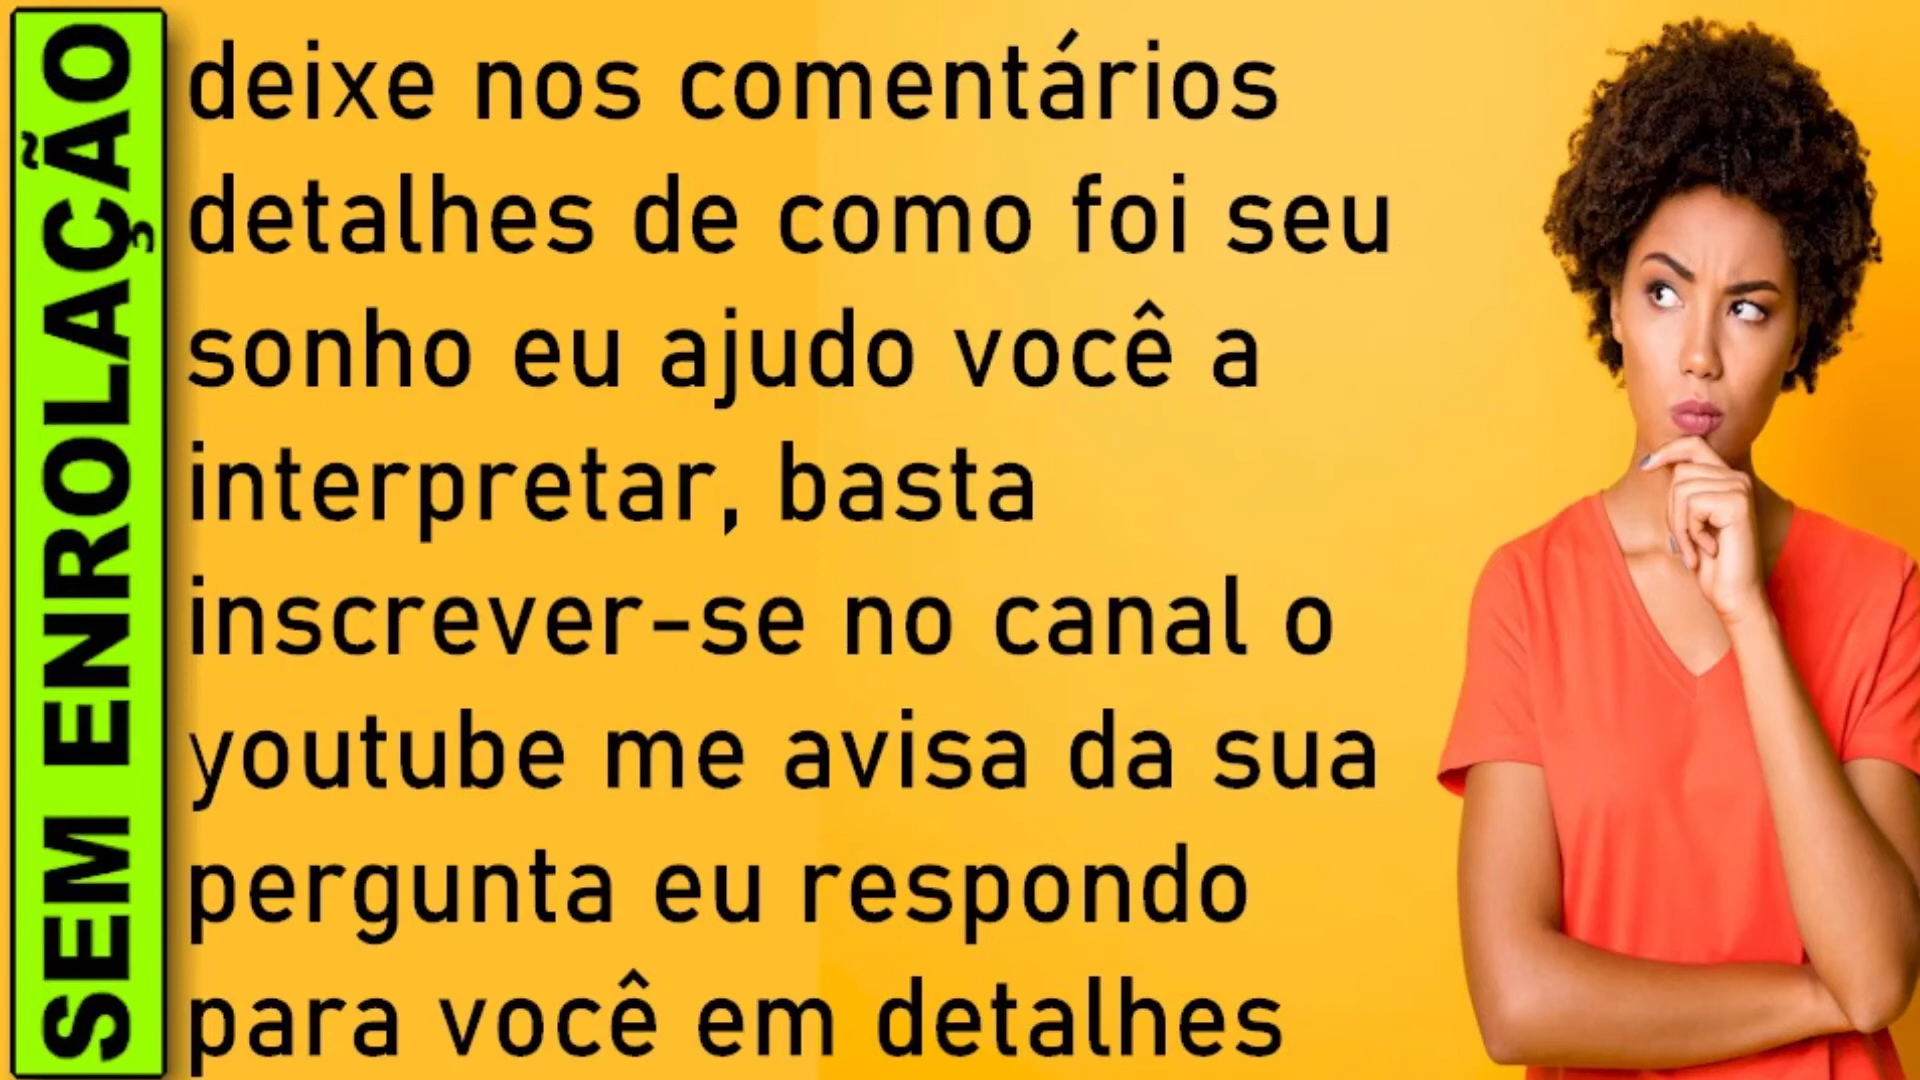 SEM ENROLAÇÃO
deixe nos comentários
detalhes de como foi seu
sonho eu ajudo você a
interpretar, basta
inscrever-se no canal o
youtube me avisa da sua
pergunta eu respondo
para você em detalhes